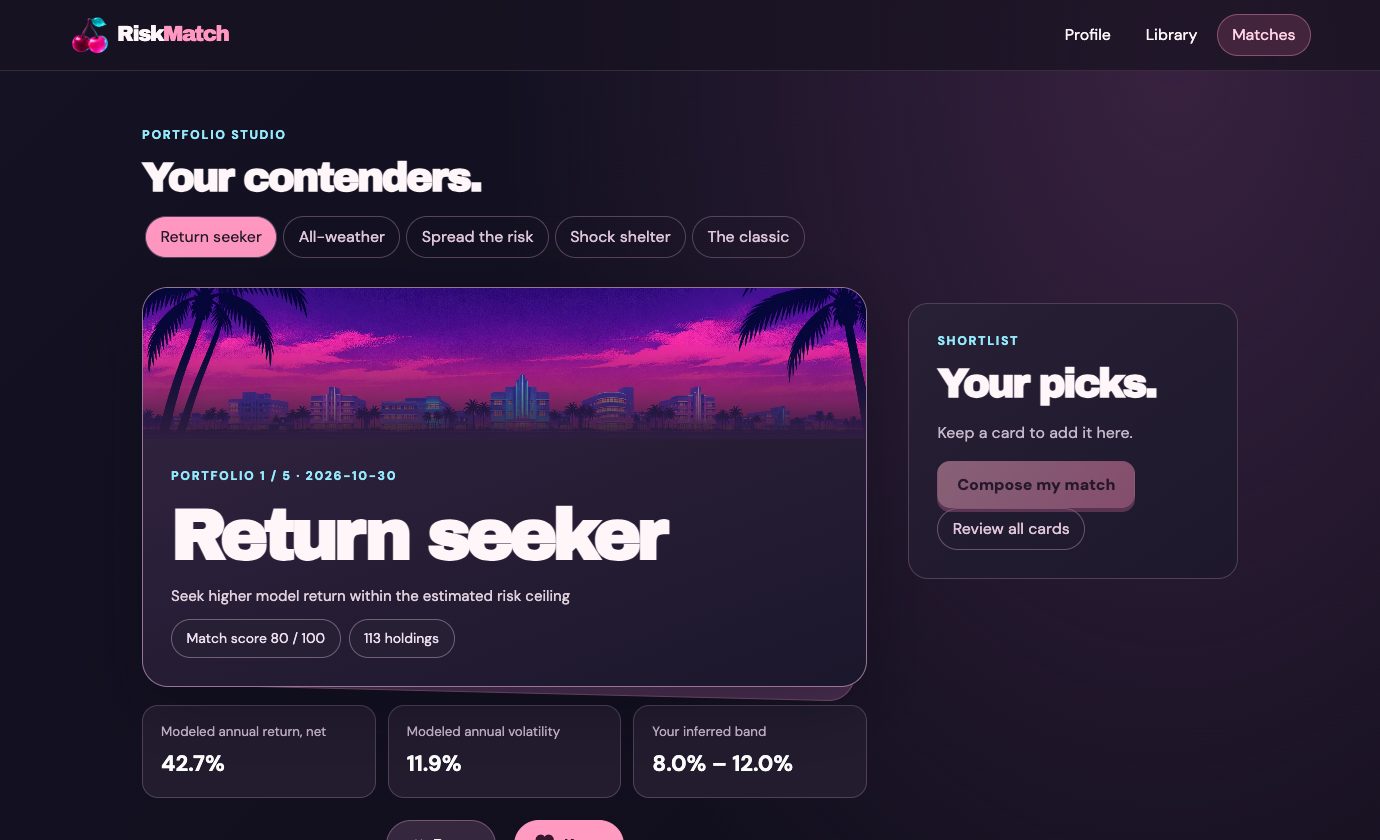 RiskMatch
Profile
Library
Matches
PORTFOLIO STUDIO
Your contenders.
Return seeker
All-weather
Spread the risk
Shock shelter
The classic
PORTFOLIO 1 / 5 · 2026-10-30
Return seeker
Seek higher model return within the estimated risk ceiling
Match score 80 / 100
113 holdings
Modeled annual return, net
42.7%
Modeled annual volatility
11.9%
Your inferred band
8.0% – 12.0%
SHORTLIST
Your picks.
Keep a card to add it here.
Compose my match
Review all cards